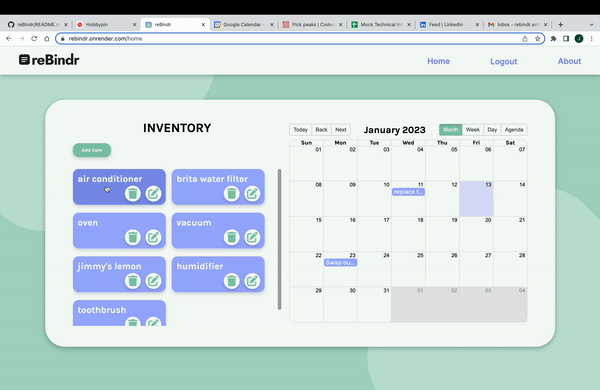 reBindr/README.m
Hobbypin
reBindr
Google Calendar -
Pick peaks | Codew
Mock Technical Int
Feed | LinkedIn
Inbox - rebindr.em
rebindr.onrender.com/home
J
reBindr
Home
Logout
About
INVENTORY
Add Item
air conditioner
brita water filter
oven
vacuum
jimmy's lemon
humidifier
toothbrush
Today Back Next
January 2023
Month Week Day Agenda
Sun Mon Tue Wed Thu Fri Sat
01 02 03 04 05 06 07
08 09 10 11 12 13 14
replace t...
15 16 17 18 19 20 21
22 23 24 25 26 27 28
Swap ou...
29 30 31 01 02 03 04